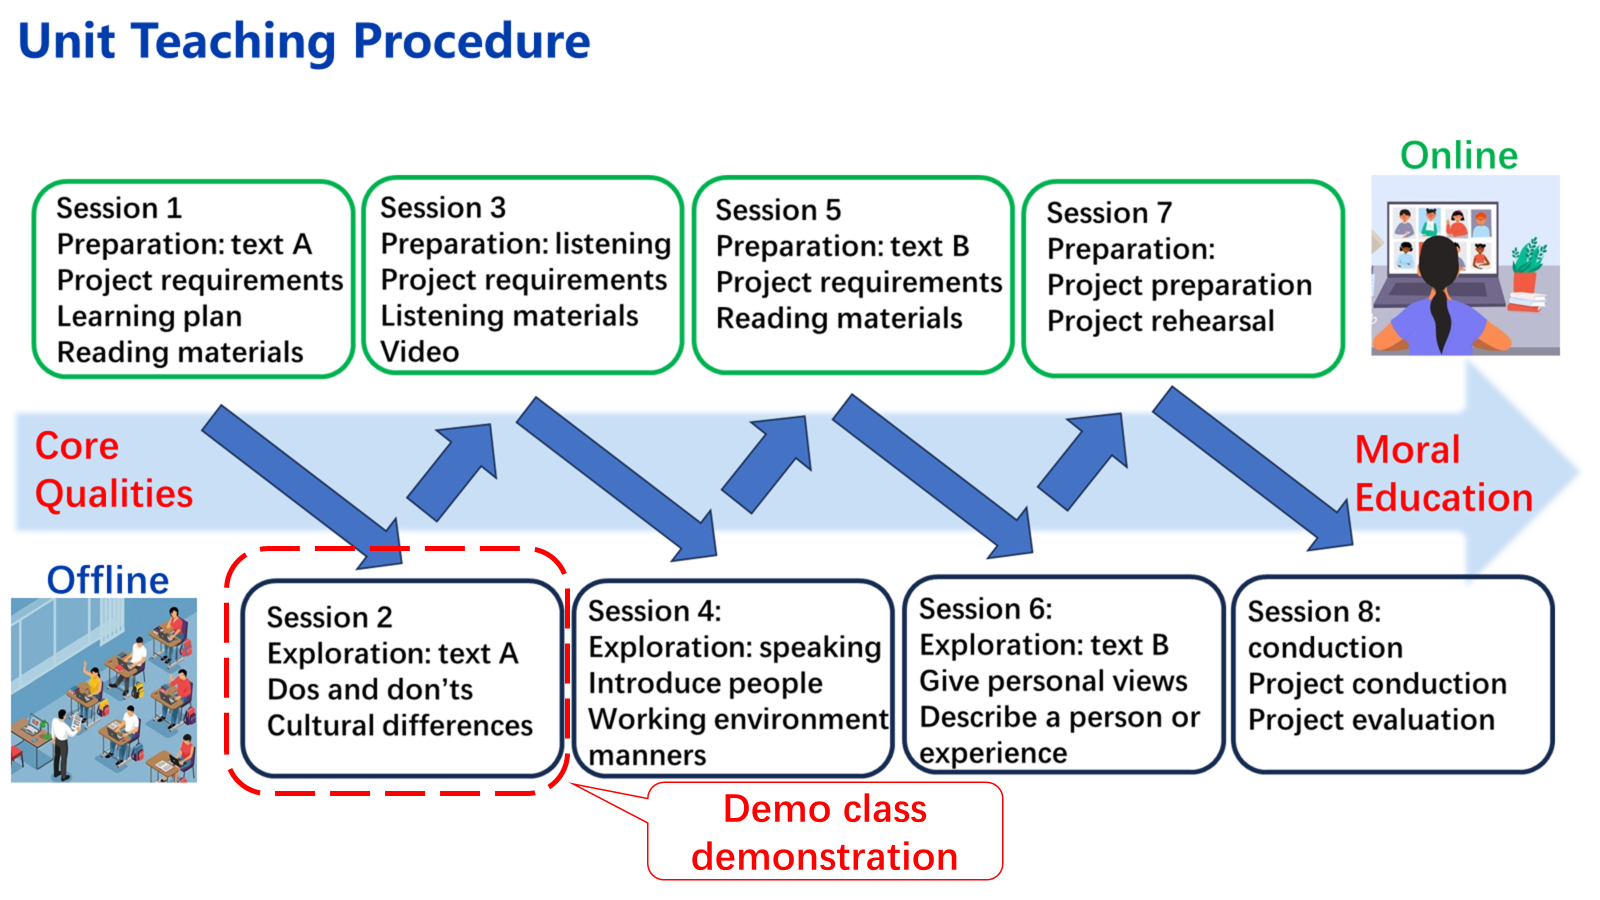 Unit Teaching Procedure
Online
Session 1
Preparation: text A
Project requirements
Learning plan
Reading materials
Session 3
Preparation: listening
Project requirements
Listening materials
Video
Session 5
Preparation: text B
Project requirements
Reading materials
Session 7
Preparation:
Project preparation
Project rehearsal
Core
Qualities
Moral
Education
Offline
Session 2
Exploration: text A
Dos and don’ts
Cultural differences
Session 4:
Exploration: speaking
Introduce people
Working environment
manners
Session 6:
Exploration: text B
Give personal views
Describe a person or
experience
Session 8:
conduction
Project conduction
Project evaluation
Demo class
demonstration